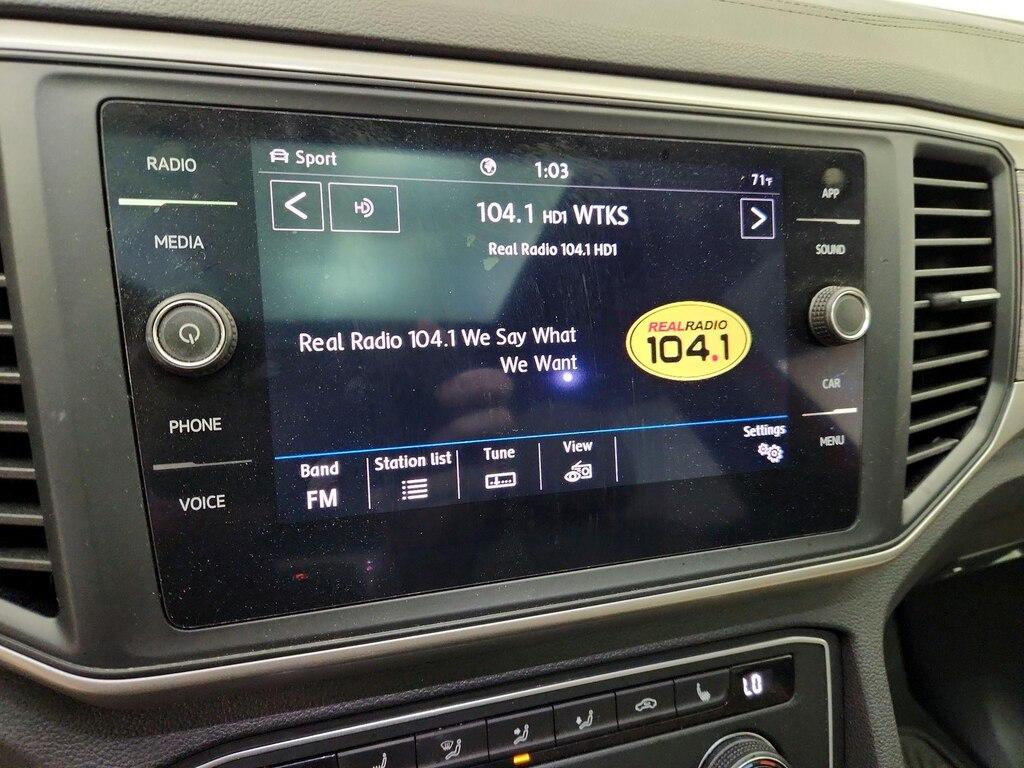 RADIO
MEDIA
PHONE
VOICE
Sport
1:03
71°F
HD
104.1 HD1 WTKS
Real Radio 104.1 HD1
Real Radio 104.1 We Say What
We Want
REALRADIO
104.1
Band
FM
Station list
Tune
View
Settings
APP
SOUND
CAR
MENU
LO